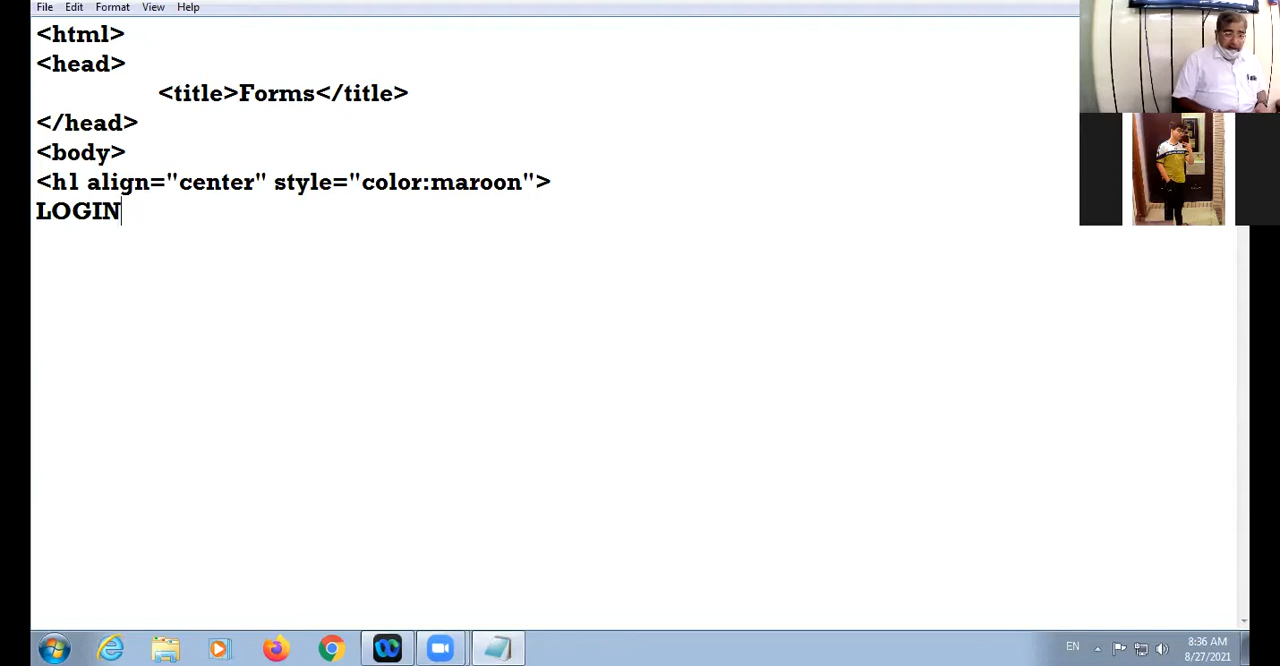 File Edit Format View Help
<html>
<head>
<title>Forms</title>
</head>
<body>
<h1 align="center" style="color:maroon">
LOGIN
EN
8:36 AM
8/27/2021